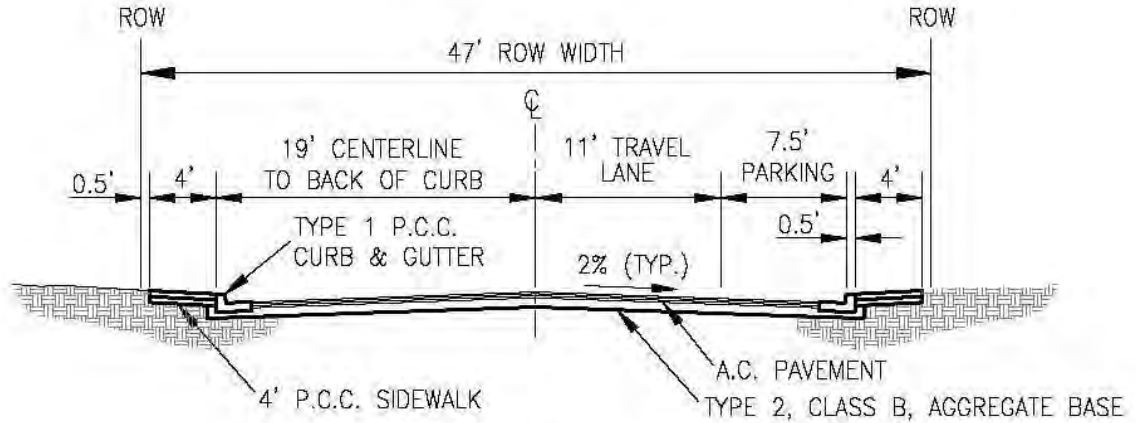 ROW
ROW
47' ROW WIDTH
℄
19' CENTERLINE
TO BACK OF CURB
11' TRAVEL
LANE
7.5'
PARKING
0.5'
4'
4'
0.5'
TYPE 1 P.C.C.
CURB & GUTTER
2% (TYP.)
A.C. PAVEMENT
4' P.C.C. SIDEWALK
TYPE 2, CLASS B, AGGREGATE BASE